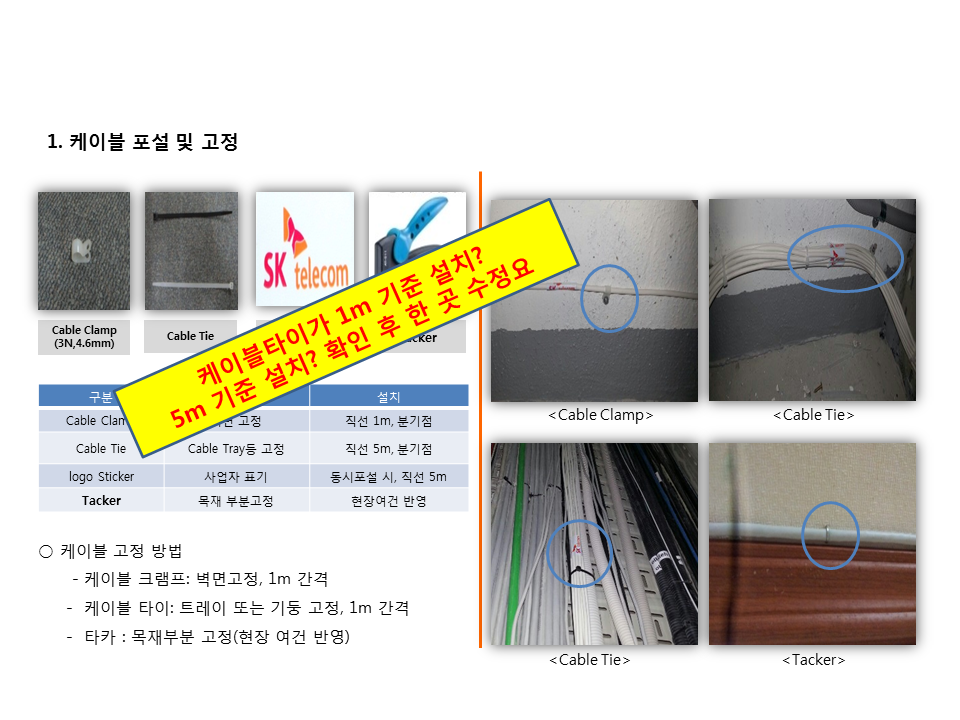 1. 케이블 포설 및 고정
SK telecom
Cable Clamp
(3N,4.6mm)
Cable Tie
케이블타이가 1m 기준 설치?
5m 기준 설치? 확인 후 한 곳 수정요
구분
설치
Cable Clam
고정
직선 1m, 분기점
Cable Tie
Cable Tray등 고정
직선 5m, 분기점
logo Sticker
사업자 표기
동시포설 시, 직선 5m
Tacker
목재 부분고정
현장여건 반영
○ 케이블 고정 방법
- 케이블 크램프: 벽면고정, 1m 간격
- 케이블 타이: 트레이 또는 기둥 고정, 1m 간격
- 타카 : 목재부분 고정(현장 여건 반영)
<Cable Clamp>
<Cable Tie>
<Cable Tie>
<Tacker>